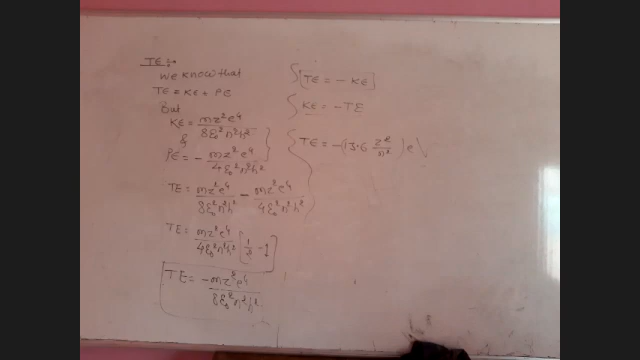 TE :-
We know that
TE = KE + PE
But
KE = mz²e⁴ / 8ε₀²n²h²
&
PE = - mz²e⁴ / 4ε₀²n²h²
TE = mz²e⁴ / 8ε₀²n²h² - mz²e⁴ / 4ε₀²n²h²
TE = mz²e⁴ / 4ε₀²n²h² [1/2 - 1]
TE = -mz²e⁴ / 8ε₀²n²h²
[TE = - KE]
KE = -TE
TE = -(13.6 z²/n²) eV